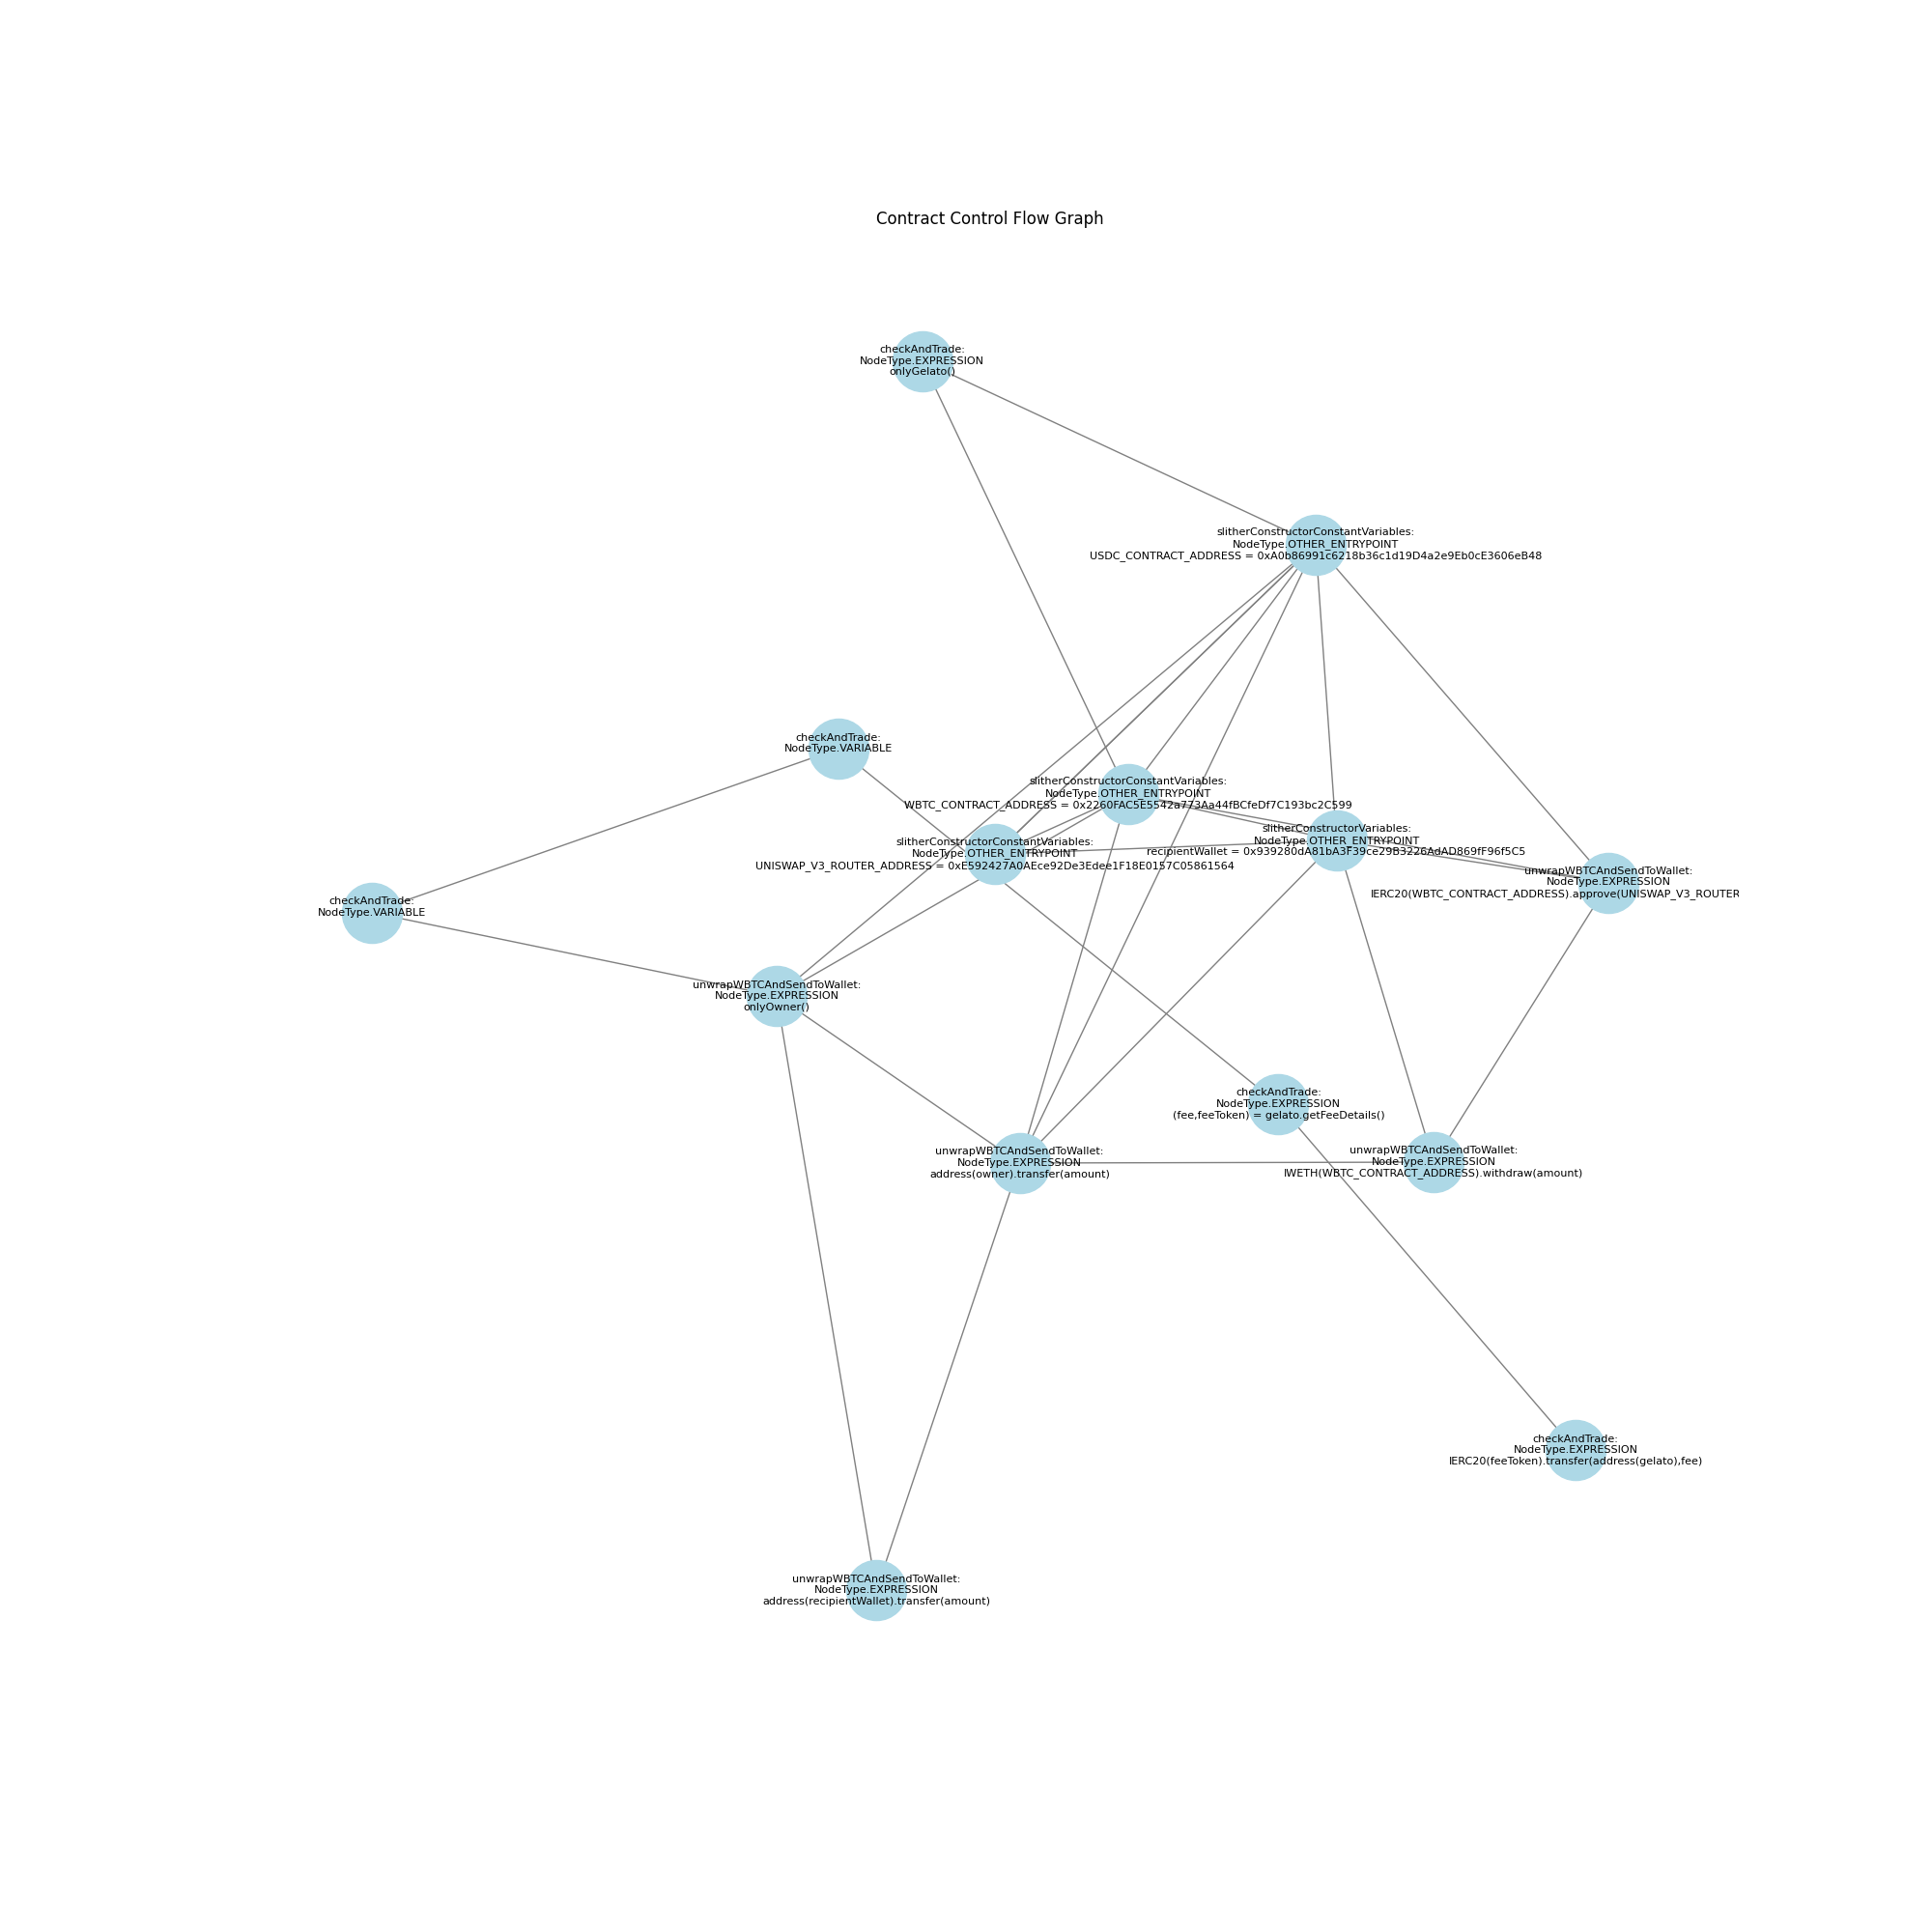 Contract Control Flow Graph
checkAndTrade:
NodeType.EXPRESSION
onlyGelato()
slitherConstructorConstantVariables:
NodeType.OTHER_ENTRYPOINT
USDC_CONTRACT_ADDRESS = 0xA0b86991c6218b36c1d19D4a2e9Eb0cE3606eB48
checkAndTrade:
NodeType.VARIABLE
slitherConstructorConstantVariables:
NodeType.OTHER_ENTRYPOINT
WBTC_CONTRACT_ADDRESS = 0x2260FAC5E5542a773Aa44fBCfeDf7C193bc2C599
slitherConstructorVariables:
NodeType.OTHER_ENTRYPOINT
recipientWallet = 0x939280dA81bA3F39ce29B3226AdAD869fF96f5C5
slitherConstructorConstantVariables:
NodeType.OTHER_ENTRYPOINT
UNISWAP_V3_ROUTER_ADDRESS = 0xE592427A0AEce92De3Edee1F18E0157C05861564
unwrapWBTCAndSendToWallet:
NodeType.EXPRESSION
IERC20(WBTC_CONTRACT_ADDRESS).approve(UNISWAP_V3_ROUTER
checkAndTrade:
NodeType.VARIABLE
unwrapWBTCAndSendToWallet:
NodeType.EXPRESSION
onlyOwner()
checkAndTrade:
NodeType.EXPRESSION
(fee,feeToken) = gelato.getFeeDetails()
unwrapWBTCAndSendToWallet:
NodeType.EXPRESSION
address(owner).transfer(amount)
unwrapWBTCAndSendToWallet:
NodeType.EXPRESSION
IWETH(WBTC_CONTRACT_ADDRESS).withdraw(amount)
checkAndTrade:
NodeType.EXPRESSION
IERC20(feeToken).transfer(address(gelato),fee)
unwrapWBTCAndSendToWallet:
NodeType.EXPRESSION
address(recipientWallet).transfer(amount)